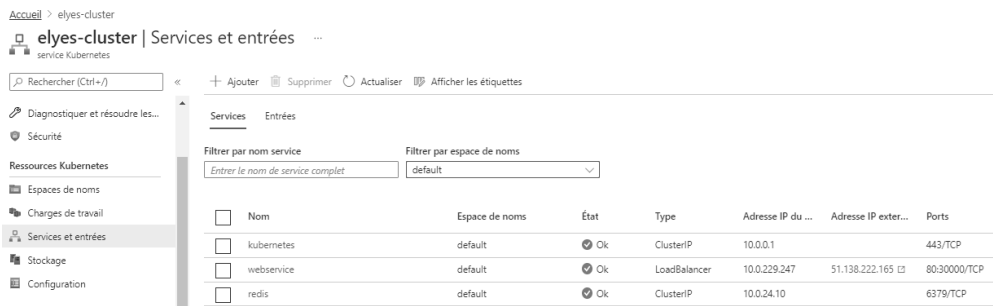 Accueil > elyes-cluster
elyes-cluster | Services et entrées ...
service Kubernetes
Rechercher (Ctrl+/) «
Diagnostiquer et résoudre les...
Sécurité
Ressources Kubernetes
Espaces de noms
Charges de travail
Services et entrées
Stockage
Configuration
Ajouter Supprimer Actualiser Afficher les étiquettes
Services Entrées
Filtrer par nom service Filtrer par espace de noms
Entrer le nom de service complet default
Nom Espace de noms État Type Adresse IP du ... Adresse IP exter... Ports
kubernetes default Ok ClusterIP 10.0.0.1 443/TCP
webservice default Ok LoadBalancer 10.0.229.247 51.138.222.165 80:30000/TCP
redis default Ok ClusterIP 10.0.24.10 6379/TCP